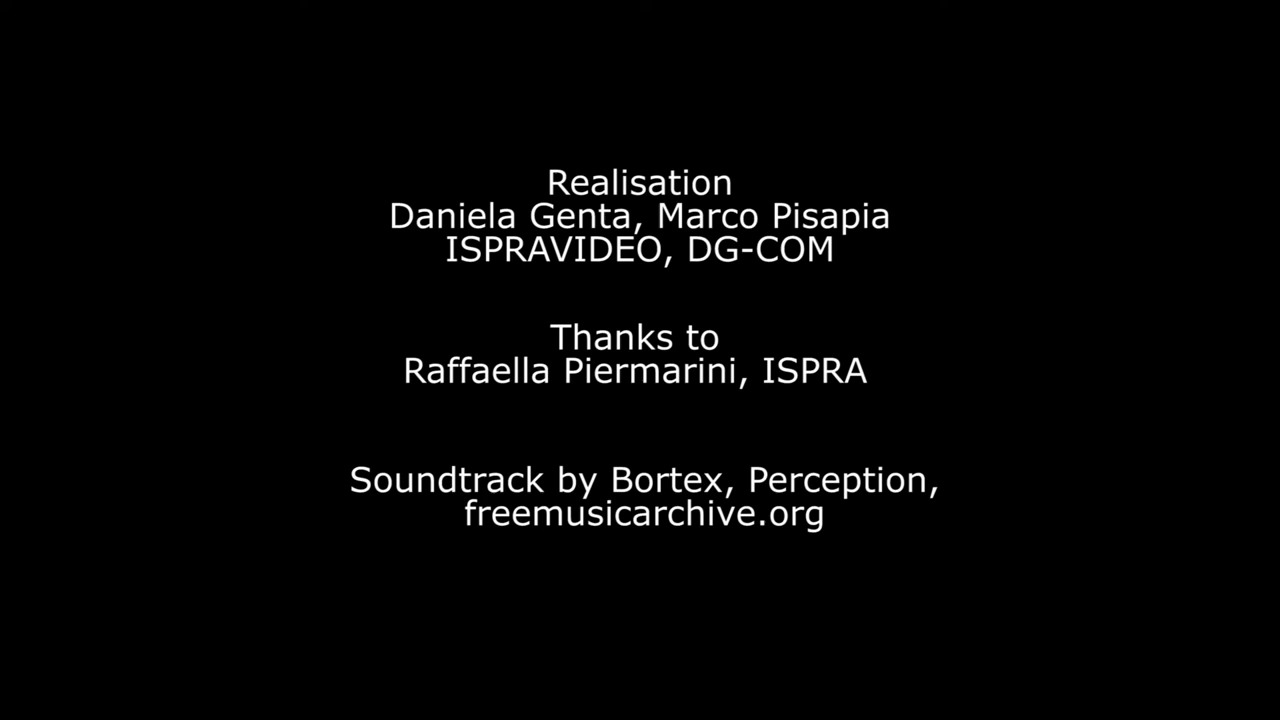 Realisation
Daniela Genta, Marco Pisapia
ISPRAVIDEO, DG-COM
Thanks to
Raffaella Piermarini, ISPRA
Soundtrack by Bortex, Perception,
freemusicarchive.org